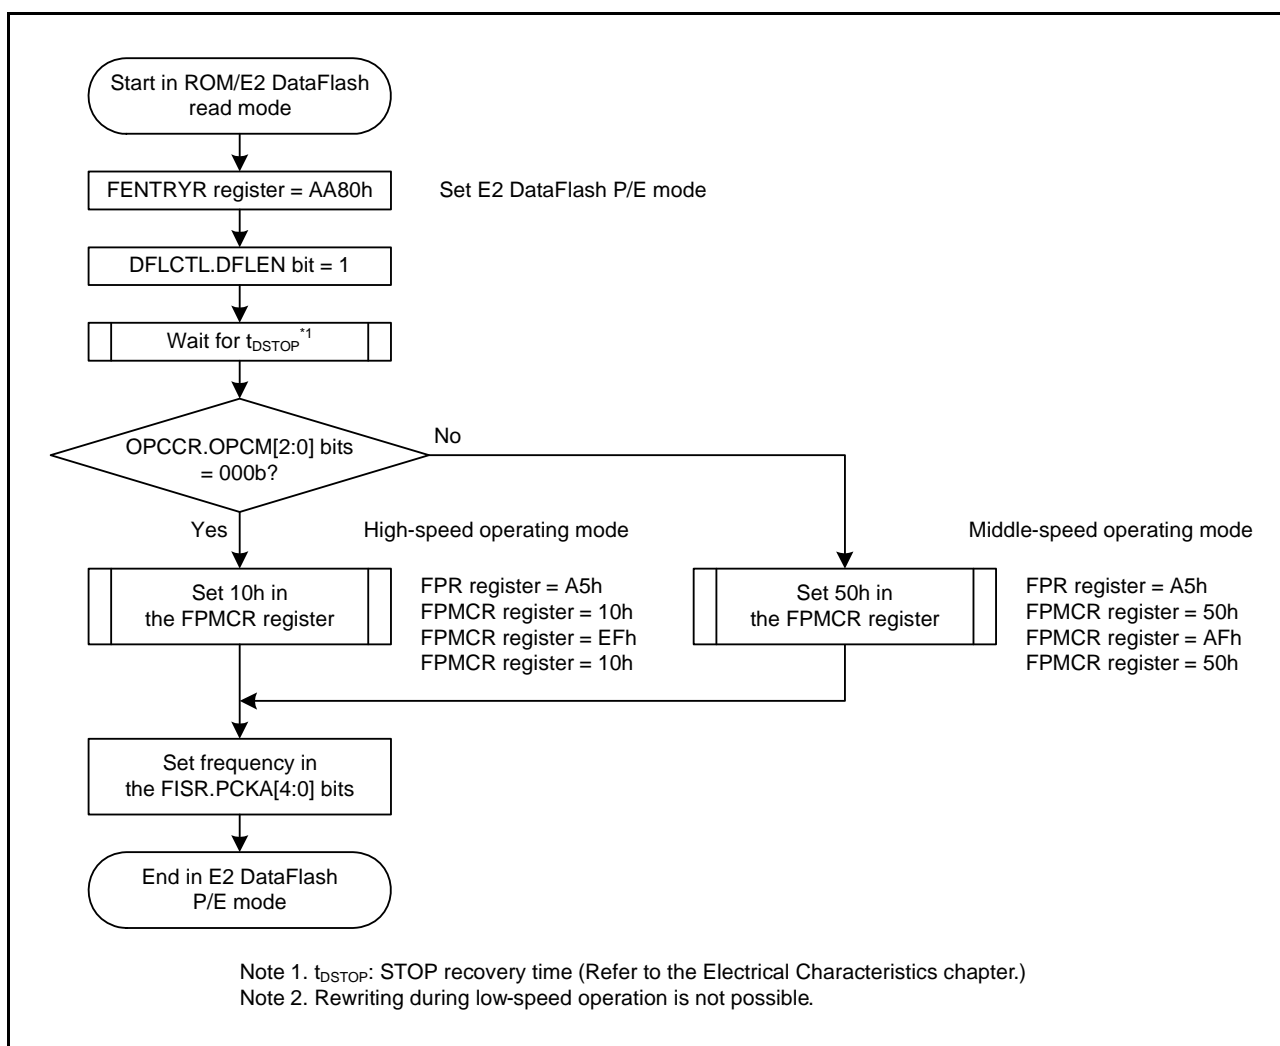 Start in ROM/E2 DataFlash
read mode
FENTRYR register = AA80h
Set E2 DataFlash P/E mode
DFLCTL.DFLEN bit = 1
Wait for tDSTOP*1
OPCCR.OPCM[2:0] bits
= 000b?
No
Yes
High-speed operating mode
Middle-speed operating mode
Set 10h in
the FPMCR register
FPR register = A5h
FPMCR register = 10h
FPMCR register = EFh
FPMCR register = 10h
Set 50h in
the FPMCR register
FPR register = A5h
FPMCR register = 50h
FPMCR register = AFh
FPMCR register = 50h
Set frequency in
the FISR.PCKA[4:0] bits
End in E2 DataFlash
P/E mode
Note 1. tDSTOP: STOP recovery time (Refer to the Electrical Characteristics chapter.)
Note 2. Rewriting during low-speed operation is not possible.